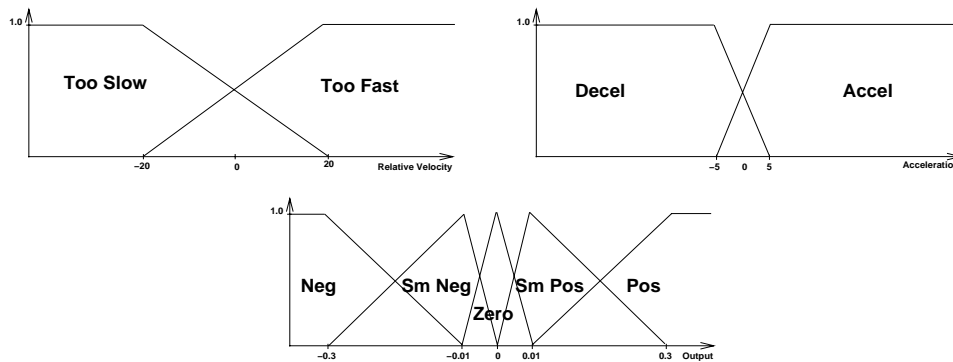 1.0
Too Slow
Too Fast
−20
0
20
Relative Velocity
1.0
Decel
Accel
−5
0
5
Acceleratio
1.0
Neg
Sm Neg
Zero
Sm Pos
Pos
−0.3
−0.01
0
0.01
0.3
Output